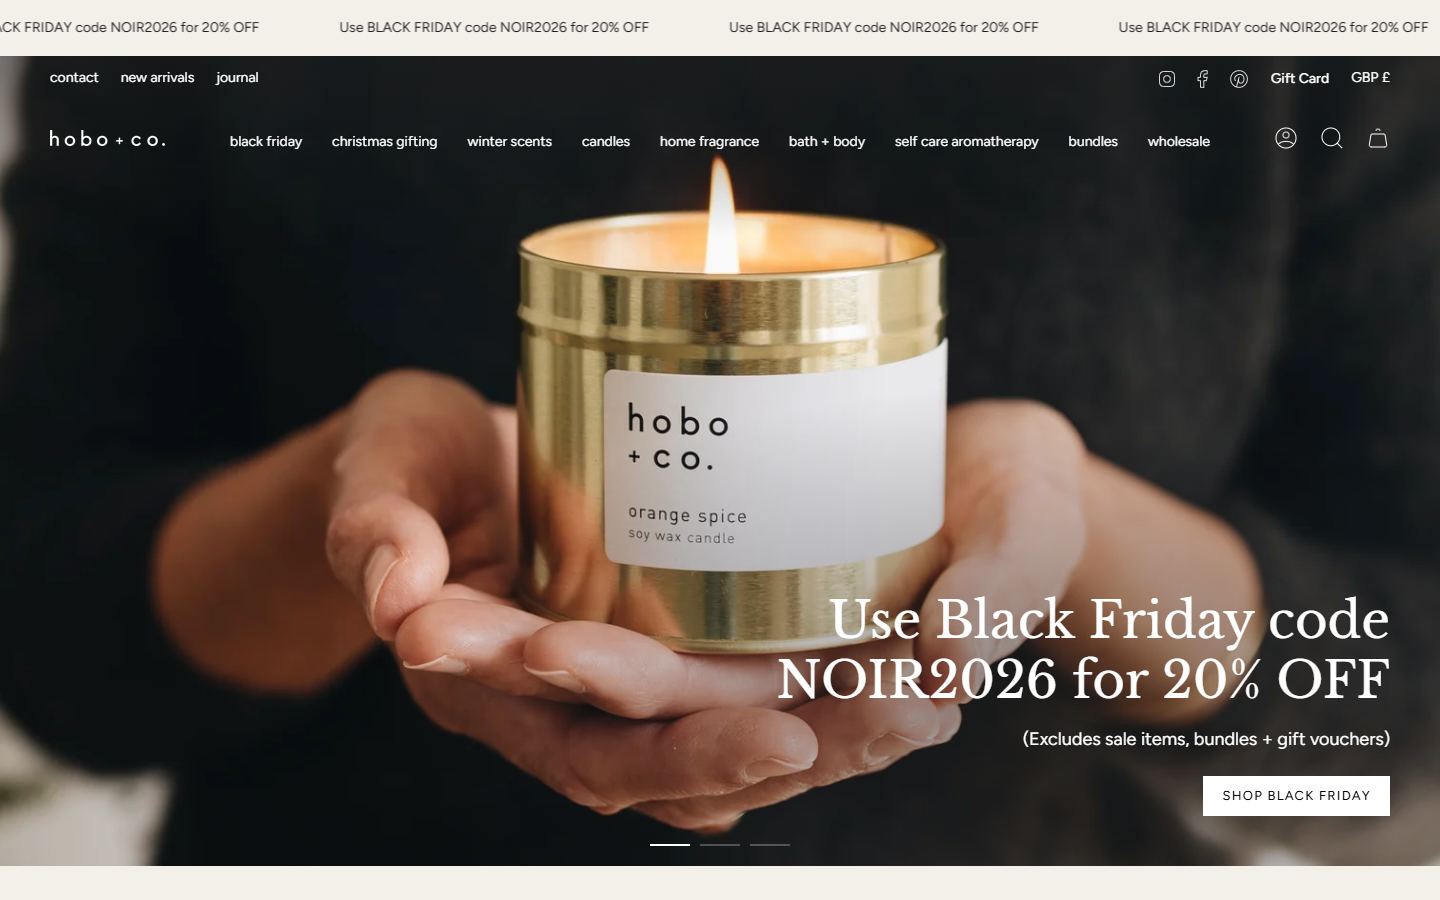 ACK FRIDAY code NOIR2026 for 20% OFF
Use BLACK FRIDAY code NOIR2026 for 20% OFF
Use BLACK FRIDAY code NOIR2026 for 20% OFF
Use BLACK FRIDAY code NOIR2026 for 20% OFF
contact new arrivals journal
Gift Card GBP £
hobo + co.
black friday christmas gifting winter scents candles home fragrance bath + body self care aromatherapy bundles wholesale
hobo
+ co.
orange spice
soy wax candle
Use Black Friday code
NOIR2026 for 20% OFF
(Excludes sale items, bundles + gift vouchers)
SHOP BLACK FRIDAY